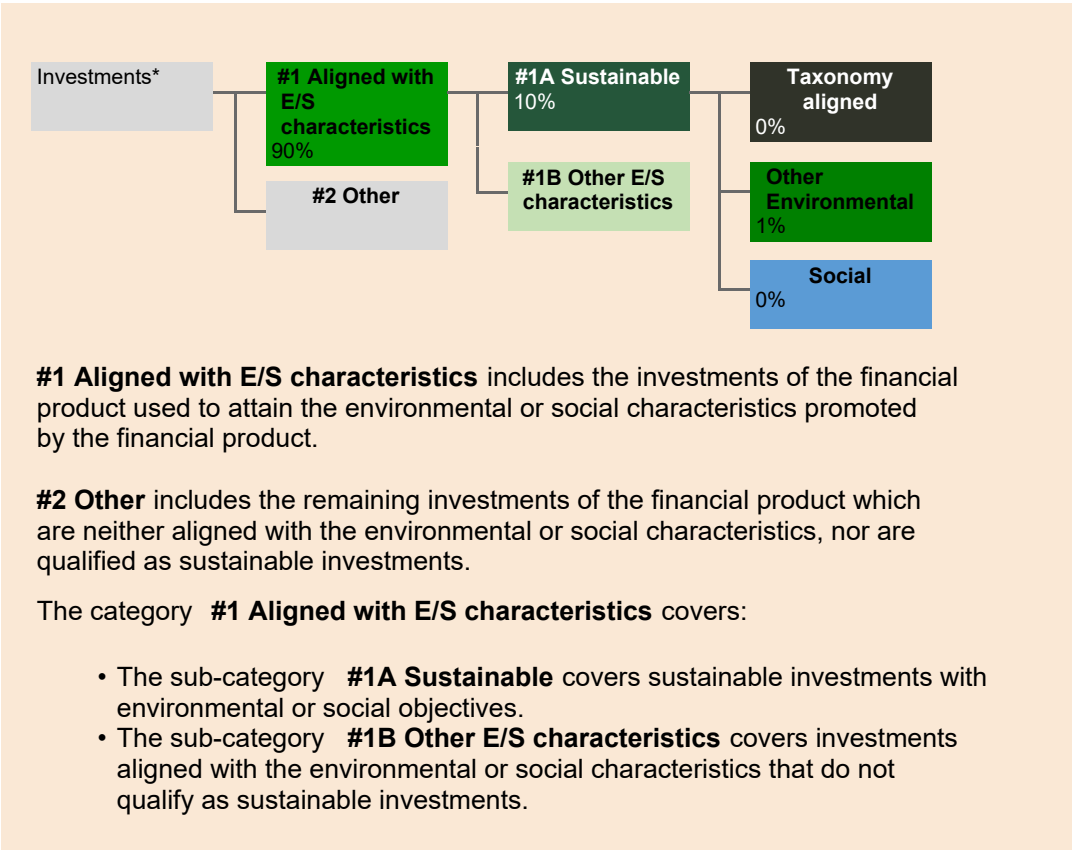 Investments*
#1 Aligned with
E/S
characteristics
90%
#2 Other
#1A Sustainable
10%
#1B Other E/S
characteristics
Taxonomy
aligned
0%
Other
Environmental
1%
Social
0%
#1 Aligned with E/S characteristics includes the investments of the financial
product used to attain the environmental or social characteristics promoted
by the financial product.
#2 Other includes the remaining investments of the financial product which
are neither aligned with the environmental or social characteristics, nor are
qualified as sustainable investments.
The category #1 Aligned with E/S characteristics covers:
• The sub-category #1A Sustainable covers sustainable investments with
environmental or social objectives.
• The sub-category #1B Other E/S characteristics covers investments
aligned with the environmental or social characteristics that do not
qualify as sustainable investments.